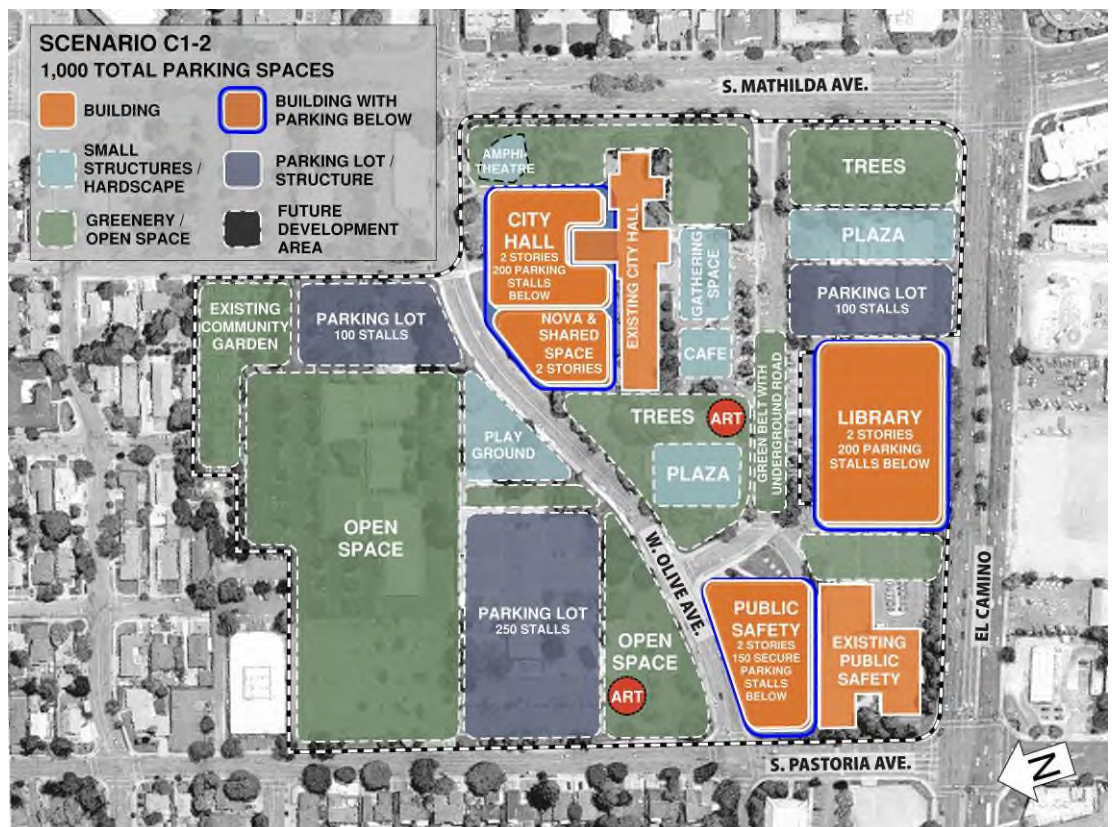 SCENARIO C1-2
1,000 TOTAL PARKING SPACES
BUILDING
BUILDING WITH
PARKING BELOW
SMALL
STRUCTURES /
HARDSCAPE
PARKING LOT /
STRUCTURE
GREENERY /
OPEN SPACE
FUTURE
DEVELOPMENT
AREA
S. MATHILDA AVE.
AMPHI-
THEATRE
TREES
CITY
HALL
2 STORIES
200 PARKING
STALLS
BELOW
EXISTING CITY HALL
GATHERING
SPACE
PLAZA
EXISTING
COMMUNITY
GARDEN
PARKING LOT
100 STALLS
NOVA &
SHARED
SPACE
2 STORIES
CAFE
PARKING LOT
100 STALLS
GREEN BELT WITH
UNDERGROUND ROAD
PLAY
GROUND
TREES
ART
PLAZA
LIBRARY
2 STORIES
200 PARKING
STALLS BELOW
OPEN
SPACE
W. OLIVE AVE.
EL CAMINO
PARKING LOT
250 STALLS
OPEN
SPACE
ART
PUBLIC
SAFETY
2 STORIES
150 SECURE
PARKING
STALLS
BELOW
EXISTING
PUBLIC
SAFETY
S. PASTORIA AVE.
N